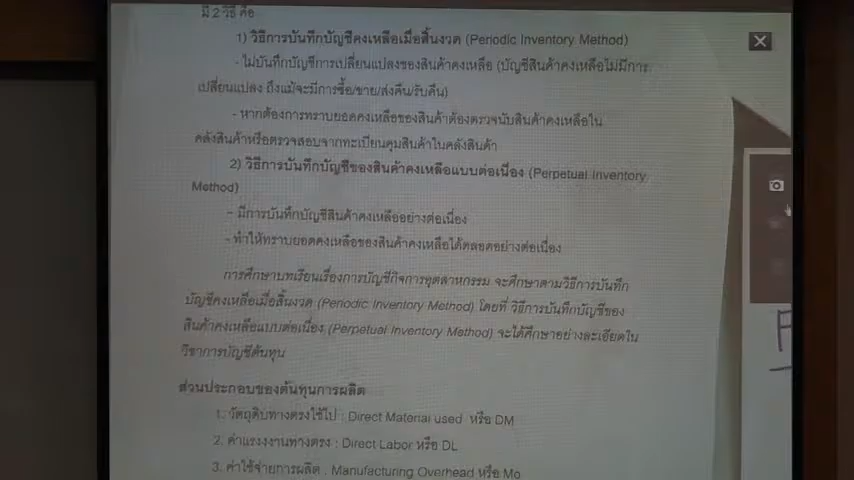 มี 2 วิธี คือ
1) วิธีการบันทึกบัญชีคงเหลือเมื่อสิ้นงวด (Periodic Inventory Method)
- ไม่บันทึกบัญชีการเปลี่ยนแปลงของสินค้าคงเหลือ (บัญชีสินค้าคงเหลือไม่มีการ
เปลี่ยนแปลง ถึงแม้จะมีการซื้อ/ขาย/ส่งคืน/รับคืน)
- หากต้องการทราบยอดคงเหลือของสินค้าต้องตรวจนับสินค้าคงเหลือใน
คลังสินค้าหรือตรวจสอบจากทะเบียนคุมสินค้าในคลังสินค้า
2) วิธีการบันทึกบัญชีของสินค้าคงเหลือแบบต่อเนื่อง (Perpetual Inventory
Method)
- มีการบันทึกบัญชีสินค้าคงเหลืออย่างต่อเนื่อง
- ทำให้ทราบยอดคงเหลือของสินค้าคงเหลือได้ตลอดอย่างต่อเนื่อง
การศึกษาบทเรียนเรื่องการบัญชีกิจการอุตสาหกรรม จะศึกษาตามวิธีการบันทึก
บัญชีคงเหลือเมื่อสิ้นงวด (Periodic Inventory Method) โดยที่ วิธีการบันทึกบัญชีของ
สินค้าคงเหลือแบบต่อเนื่อง (Perpetual Inventory Method) จะได้ศึกษาอย่างละเอียดใน
วิชาการบัญชีต้นทุน
ส่วนประกอบของต้นทุนการผลิต
1. วัตถุดิบทางตรงใช้ไป : Direct Material used หรือ DM
2. ค่าแรงงงานทางตรง : Direct Labor หรือ DL
3. ค่าใช้จ่ายการผลิต : Manufacturing Overhead หรือ Mo